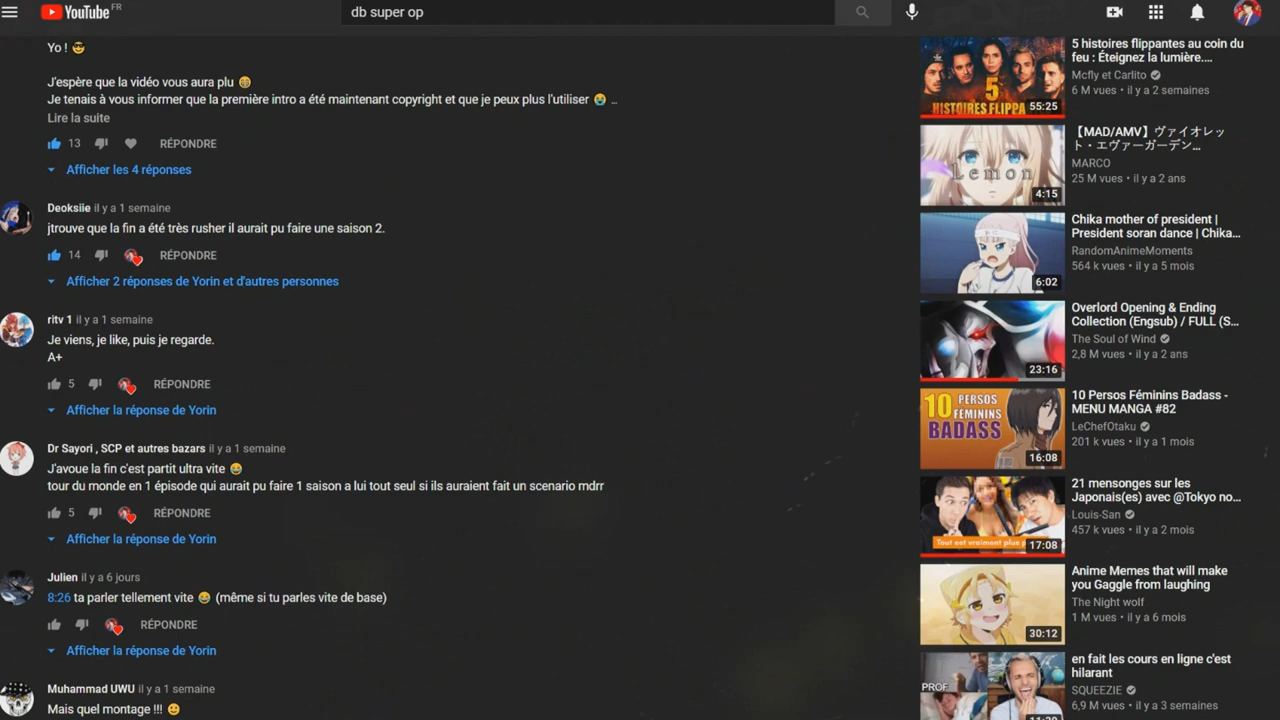 YouTube FR
db super op
Yo ! 😎
J'espère que la vidéo vous aura plu 😁
Je tenais à vous informer que la première intro a été maintenant copyright et que je peux plus l'utiliser 😭 ...
Lire la suite
13 RÉPONDRE
Afficher les 4 réponses
Deoksiie il y a 1 semaine
jtrouve que la fin a été très rusher il aurait pu faire une saison 2.
14 RÉPONDRE
Afficher 2 réponses de Yorin et d'autres personnes
ritv 1 il y a 1 semaine
Je viens, je like, puis je regarde.
A+
5 RÉPONDRE
Afficher la réponse de Yorin
Dr Sayori , SCP et autres bazars il y a 1 semaine
J'avoue la fin c'est partit ultra vite 😂
tour du monde en 1 épisode qui aurait pu faire 1 saison a lui tout seul si ils auraient fait un scenario mdrr
5 RÉPONDRE
Afficher la réponse de Yorin
Julien il y a 6 jours
8:26 ta parler tellement vite 😂 (même si tu parles vite de base)
RÉPONDRE
Afficher la réponse de Yorin
Muhammad UWU il y a 1 semaine
Mais quel montage !!! 🙂
5
HISTOIRES FLIPPA
55:25
5 histoires flippantes au coin du
feu : Éteignez la lumière....
Mcfly et Carlito
6 M vues • il y a 2 semaines
Lemon
4:15
【MAD/AMV】ヴァイオレッ
ト・エヴァーガーデン...
MARCO
25 M vues • il y a 2 ans
6:02
Chika mother of president |
President soran dance | Chika...
RandomAnimeMoments
564 k vues • il y a 5 mois
23:16
Overlord Opening & Ending
Collection (Engsub) / FULL (S...
The Soul of Wind
2,8 M vues • il y a 2 ans
10 PERSOS
FÉMININS
BADASS
16:08
10 Persos Féminins Badass -
MENU MANGA #82
LeChefOtaku
201 k vues • il y a 1 mois
Tout est vraiment plus
17:08
21 mensonges sur les
Japonais(es) avec @Tokyo no...
Louis-San
457 k vues • il y a 2 mois
30:12
Anime Memes that will make
you Gaggle from laughing
The Night wolf
1 M vues • il y a 6 mois
PROF
en fait les cours en ligne c'est
hilarant
SQUEEZIE
6,9 M vues • il y a 3 semaines